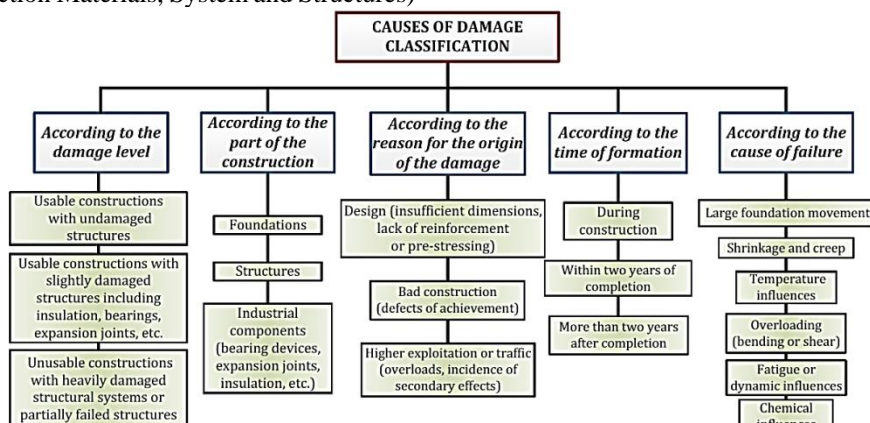 ction Materials, System and Structures)
CAUSES OF DAMAGE
CLASSIFICATION
According to the
damage level
Usable constructions
with undamaged
structures
Usable constructions with
slightly damaged
structures including
insulation, bearings,
expansion joints, etc.
Unusable constructions
with heavily damaged
structural systems or
partially failed structures
According to the
part of the
construction
Foundations
Structures
Industrial
components
(bearing devices,
expansion joints,
insulation, etc.)
According to the
reason for the origin
of the damage
Design (insufficient dimensions,
lack of reinforcement
or pre-stressing)
Bad construction
(defects of achievement)
Higher exploitation or traffic
(overloads, incidence of
secondary effects)
According to the
time of formation
During
construction
Within two years of
completion
More than two years
after completion
According to the
cause of failure
Large foundation movement
Shrinkage and creep
Temperature
influences
Overloading
(bending or shear)
Fatigue or
dynamic influences
Chemical
influences